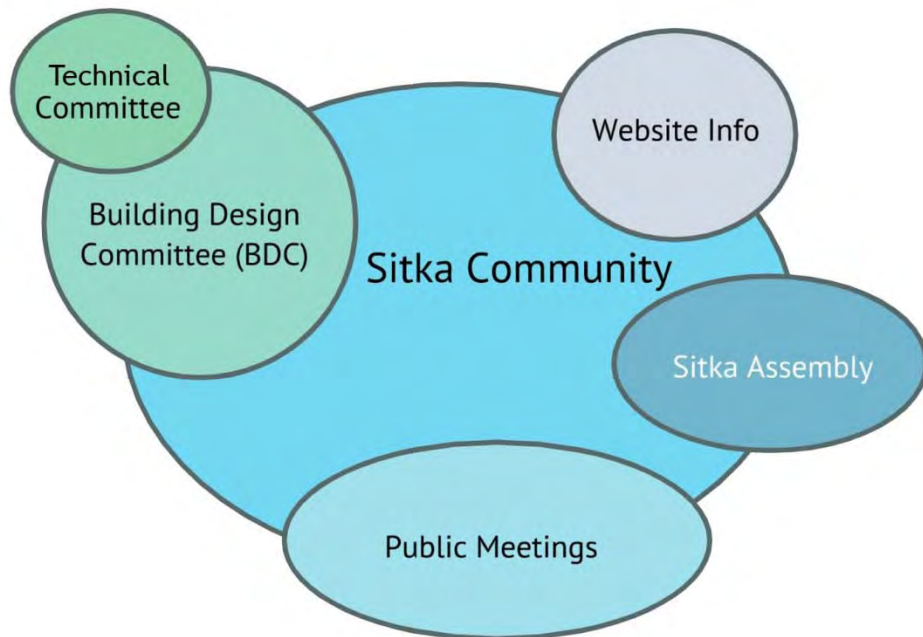 Technical
Committee
Website Info
Building Design
Committee (BDC)
Sitka Community
Sitka Assembly
Public Meetings